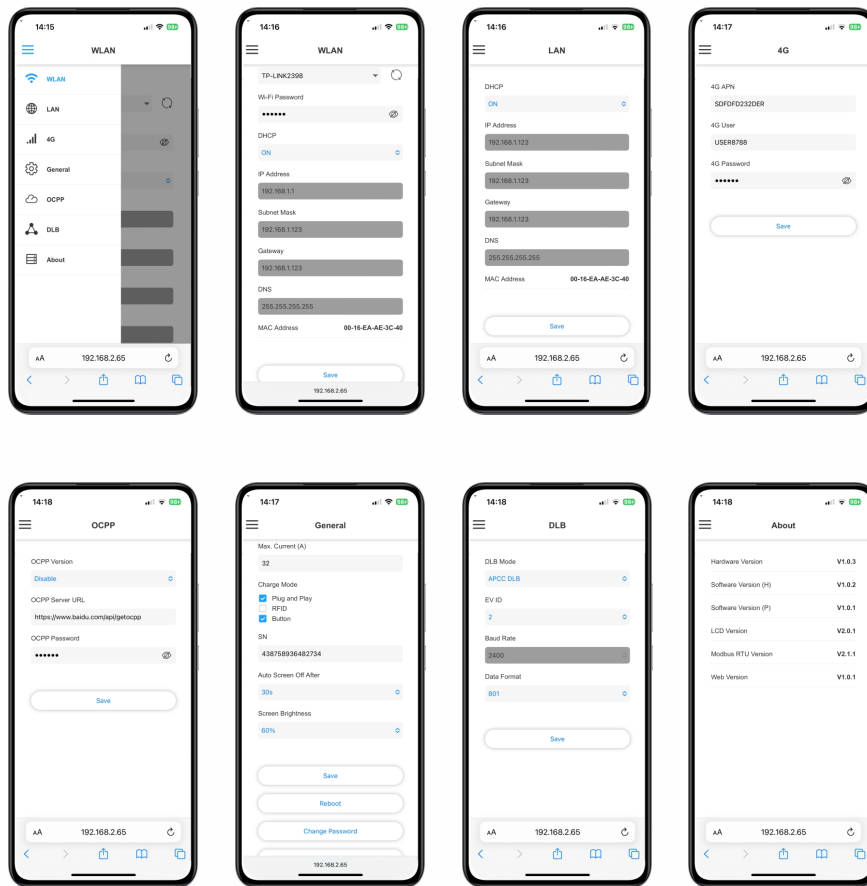 14:15
WLAN
WLAN
LAN
4G
General
OCPP
DLB
About
AA 192.168.2.65
14:16
WLAN
TP-LINK2398
Wi-Fi Password
••••••
DHCP
ON
IP Address
192.168.1.1
Subnet Mask
192.168.1.123
Gateway
192.168.1.123
DNS
255.255.255.255
MAC Address 00-16-EA-AE-3C-40
Save
192.168.2.65
14:16
LAN
DHCP
ON
IP Address
192.168.1.123
Subnet Mask
192.168.1.123
Gateway
192.168.1.123
DNS
255.255.255.255
MAC Address 00-16-EA-AE-3C-40
Save
AA 192.168.2.65
14:17
4G
4G APN
SDFDFD232DER
4G User
USER8788
4G Password
••••••
Save
AA 192.168.2.65
14:18
OCPP
OCPP Version
Disable
OCPP Server URL
https://www.baidu.com/api/getocpp
OCPP Password
••••••
Save
AA 192.168.2.65
14:17
General
Max. Current (A)
32
Charge Mode
Plug and Play
RFID
Button
SN
438758936482734
Auto Screen Off After
30s
Screen Brightness
60%
Save
Reboot
Change Password
192.168.2.65
14:18
DLB
DLB Mode
APCC DLB
EV ID
2
Baud Rate
2400
Data Format
801
Save
AA 192.168.2.65
14:18
About
Hardware Version V1.0.3
Software Version (H) V1.0.2
Software Version (P) V1.0.1
LCD Version V2.0.1
Modbus RTU Version V2.1.1
Web Version V1.0.1
AA 192.168.2.65